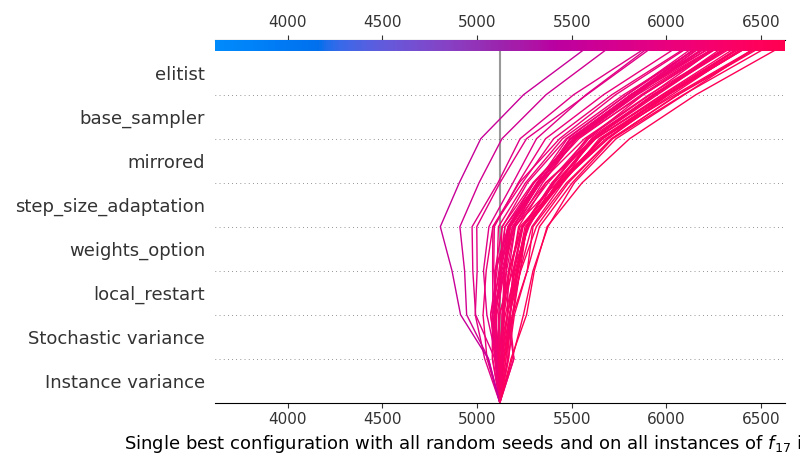 4000 4500 5000 5500 6000 6500
elitist
base_sampler
mirrored
step_size_adaptation
weights_option
local_restart
Stochastic variance
Instance variance
4000 4500 5000 5500 6000 6500
Single best configuration with all random seeds and on all instances of f17 i